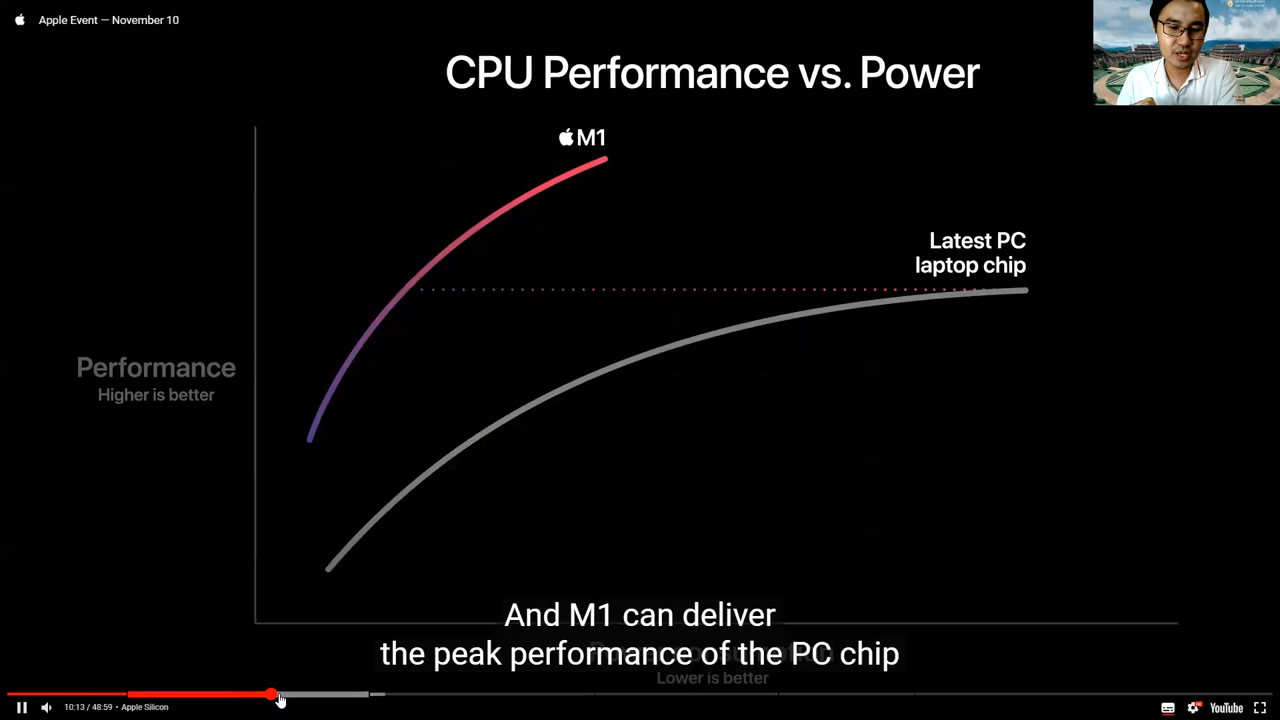 Apple Event — November 10
CPU Performance vs. Power
M1
Latest PC
laptop chip
Performance
Higher is better
And M1 can deliver
the peak performance of the PC chip
Lower is better
10:13 / 48:59 • Apple Silicon
YouTube